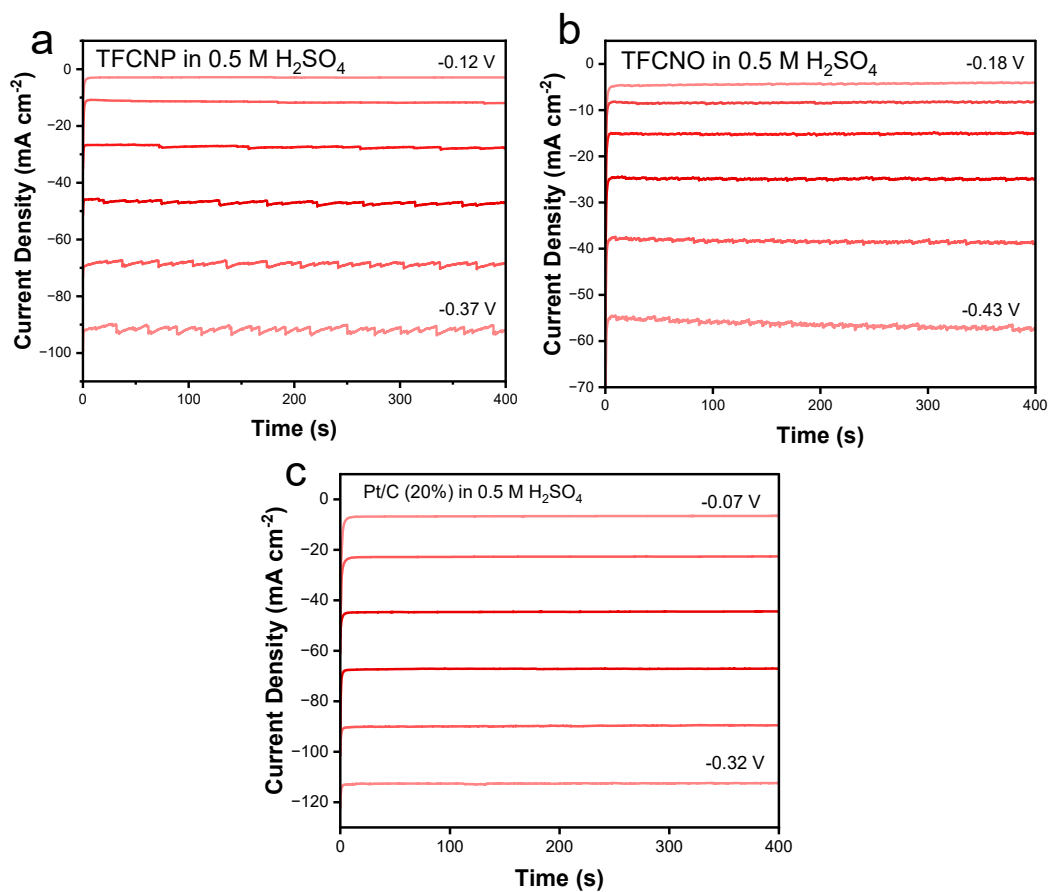 a
TFCNP in 0.5 M H₂SO₄
-0.12 V
-0.37 V
0
−20
−40
−60
−80
−100
Current Density (mA cm⁻²)
0 100 200 300 400
Time (s)
b
TFCNO in 0.5 M H₂SO₄
-0.18 V
-0.43 V
0
−10
−20
−30
−40
−50
−60
−70
Current Density (mA cm⁻²)
0 100 200 300 400
Time (s)
c
Pt/C (20%) in 0.5 M H₂SO₄
-0.07 V
-0.32 V
0
−20
−40
−60
−80
−100
−120
Current Density (mA cm⁻²)
0 100 200 300 400
Time (s)